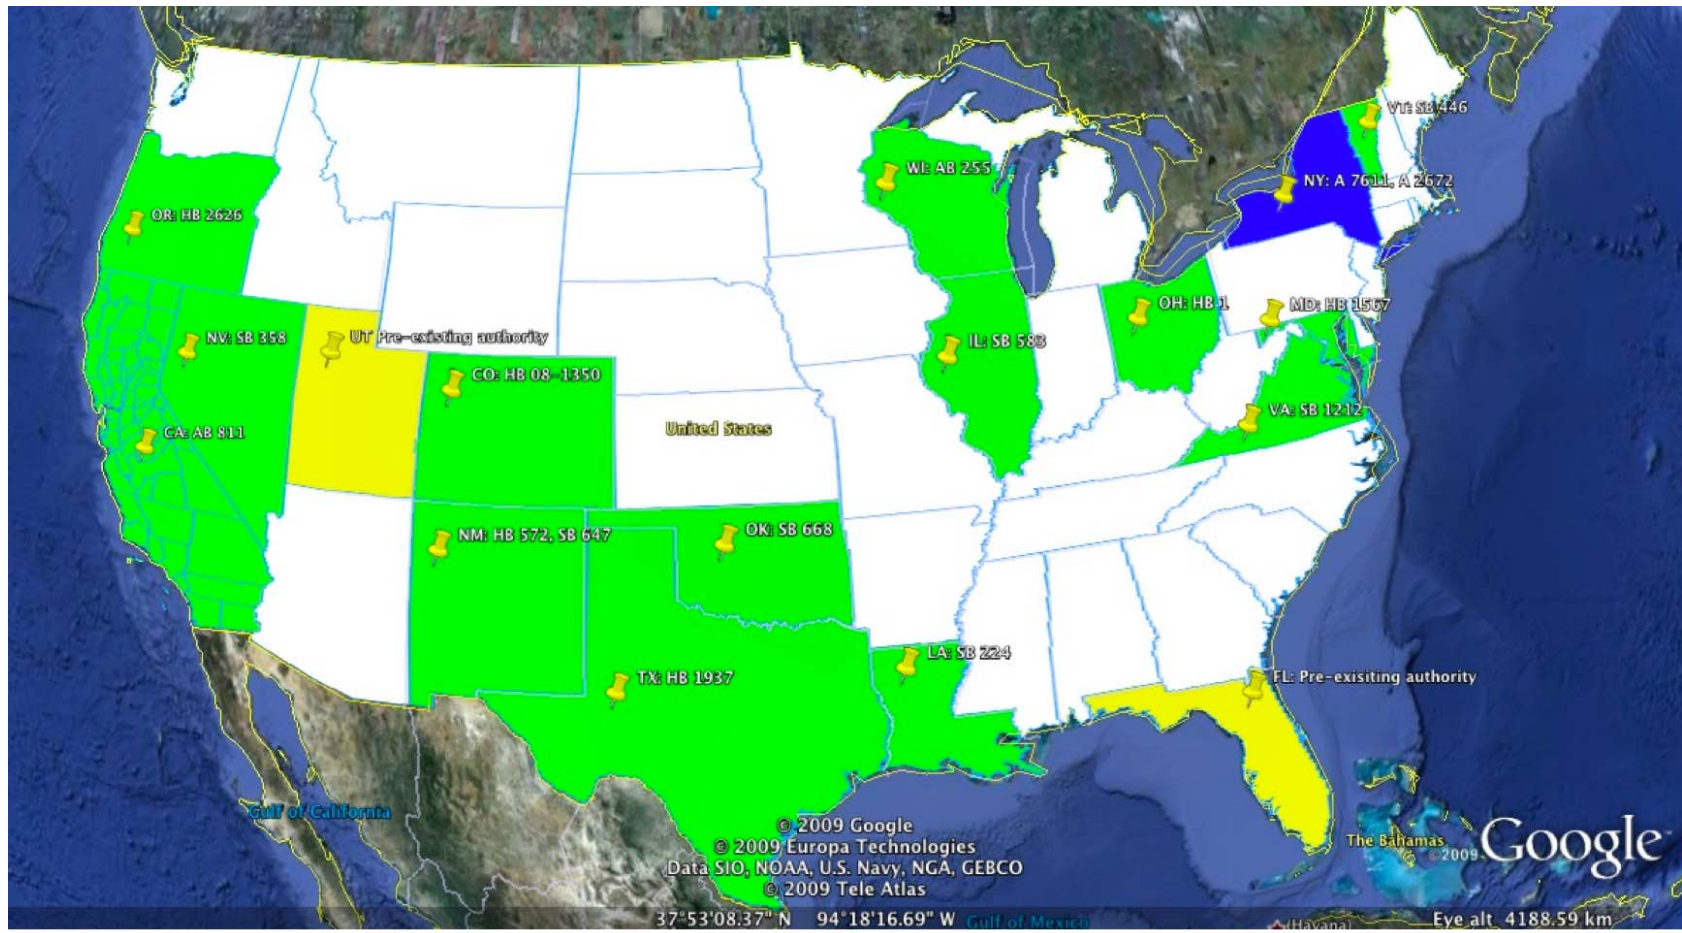 VT: SB 446
WI: AB 255
NY: A 7611, A 2672
OR: HB 2626
OH: HB 1
MD: HB 1567
NV: SB 358
UT Pre-existing authority
IL: SB 583
CO: HB 08-1350
VA: SB 1212
CA: AB 811
United States
NM: HB 572, SB 647
OK: SB 668
LA: SB 224
TX: HB 1937
FL: Pre-exisiting authority
Gulf of California
© 2009 Google
© 2009 Europa Technologies
Data SIO, NOAA, U.S. Navy, NGA, GEBCO
© 2009 Tele Atlas
The Bahamas
©2009 Google
37°53'08.37" N 94°18'16.69" W
Gulf of Mexico
(Havana)
Eye alt 4188.59 km